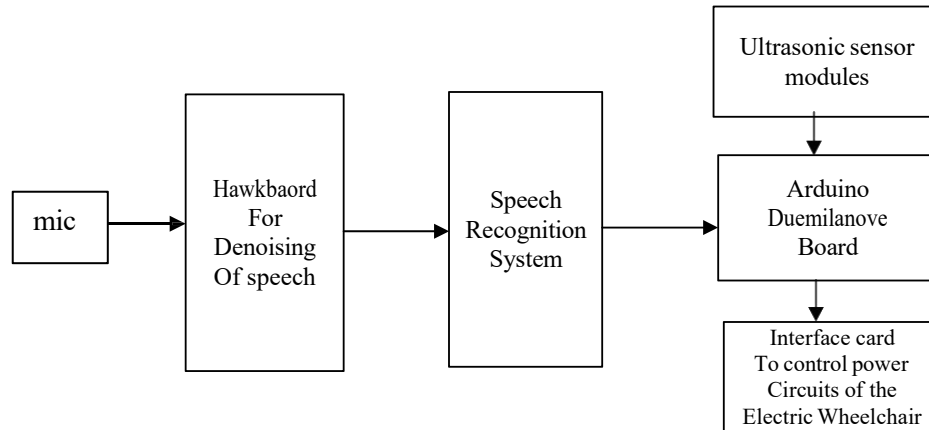 mic
Hawkbaord
For
Denoising
Of speech
Speech
Recognition
System
Ultrasonic sensor
modules
Arduino
Duemilanove
Board
Interface card
To control power
Circuits of the
Electric Wheelchair